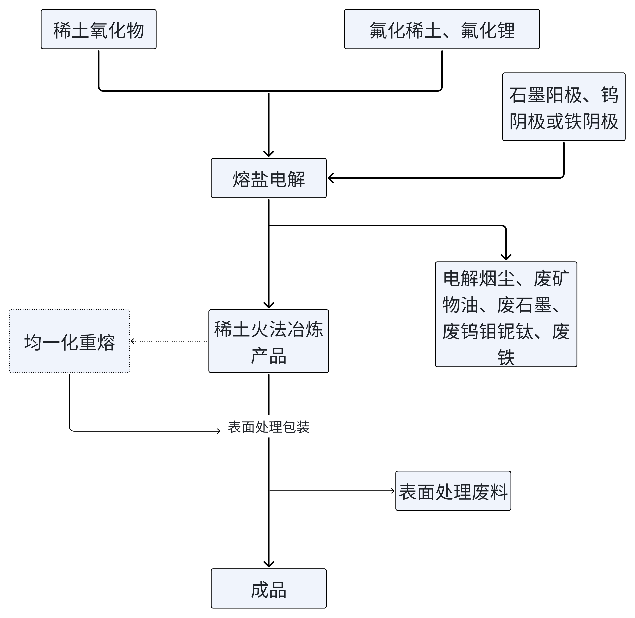 稀土氧化物
氟化稀土、氟化锂
石墨阳极、钨
阴极或铁阴极
熔盐电解
电解烟尘、废矿
物油、废石墨、
废钨钼铌钛、废
铁
稀土火法冶炼
产品
均一化重熔
表面处理包装
表面处理废料
成品